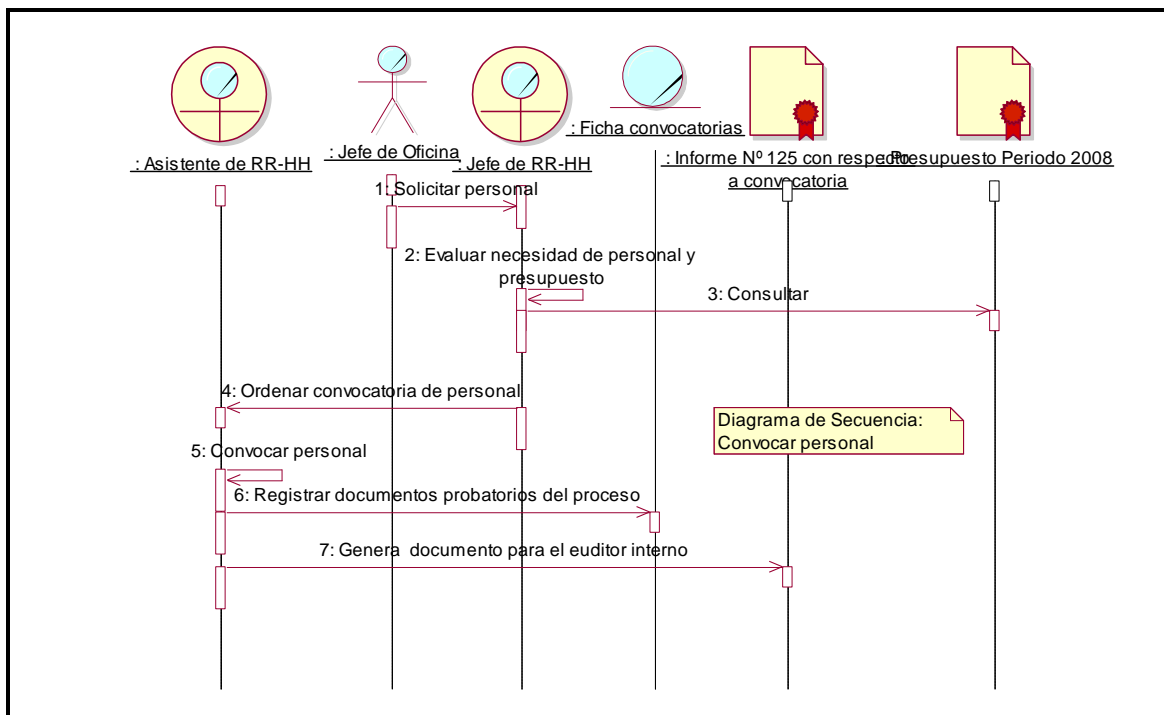 : Asistente de RR-HH
: Jefe de Oficina
: Jefe de RR-HH
: Ficha convocatorias
: Informe Nº 125 con respecto
a convocatoria
: Presupuesto Periodo 2008
1: Solicitar personal
2: Evaluar necesidad de personal y
presupuesto
3: Consultar
4: Ordenar convocatoria de personal
Diagrama de Secuencia:
Convocar personal
5: Convocar personal
6: Registrar documentos probatorios del proceso
7: Genera documento para el euditor interno